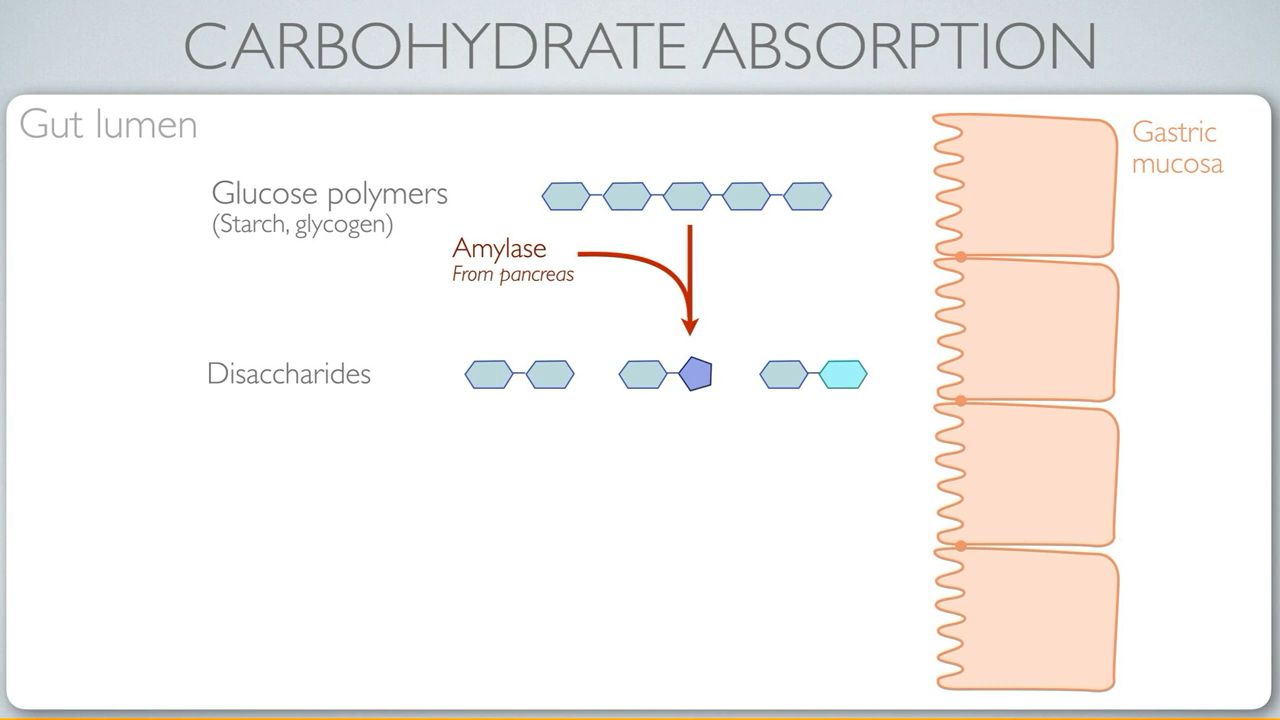 CARBOHYDRATE ABSORPTION
Gut lumen
Gastric
mucosa
Glucose polymers
(Starch, glycogen)
Amylase
From pancreas
Disaccharides